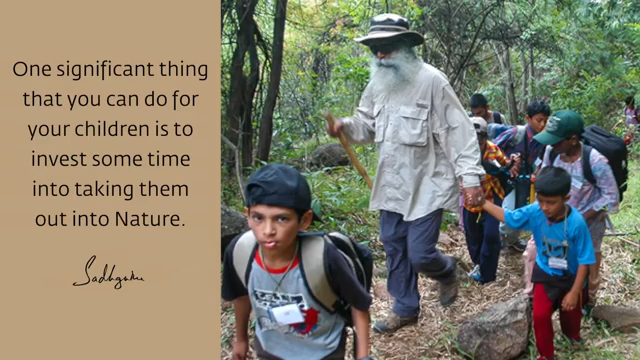 One significant thing
that you can do for
your children is to
invest some time
into taking them
out into Nature.
Sadhguru